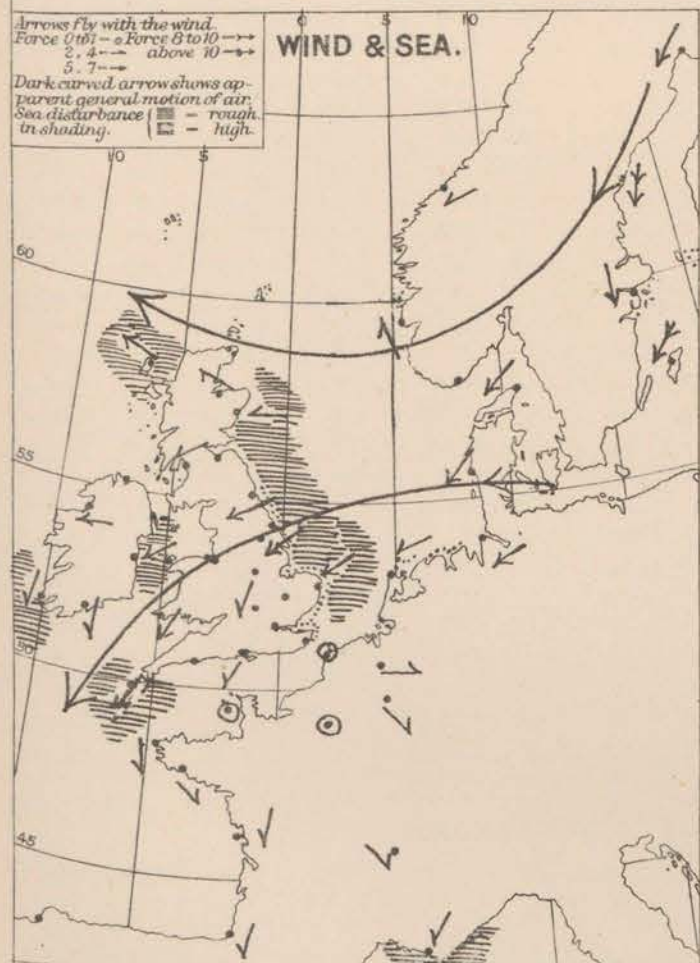 Arrows fly with the wind.
Force 0 to 1 – o Force 8 to 10
2, 4 – above 10 –
5. 7 –
Dark curved arrow shows ap-
parent general motion of air.
Sea disturbance { – rough.
in shading. – high.
WIND & SEA.
10 5 0 5 10
60
55
50
45